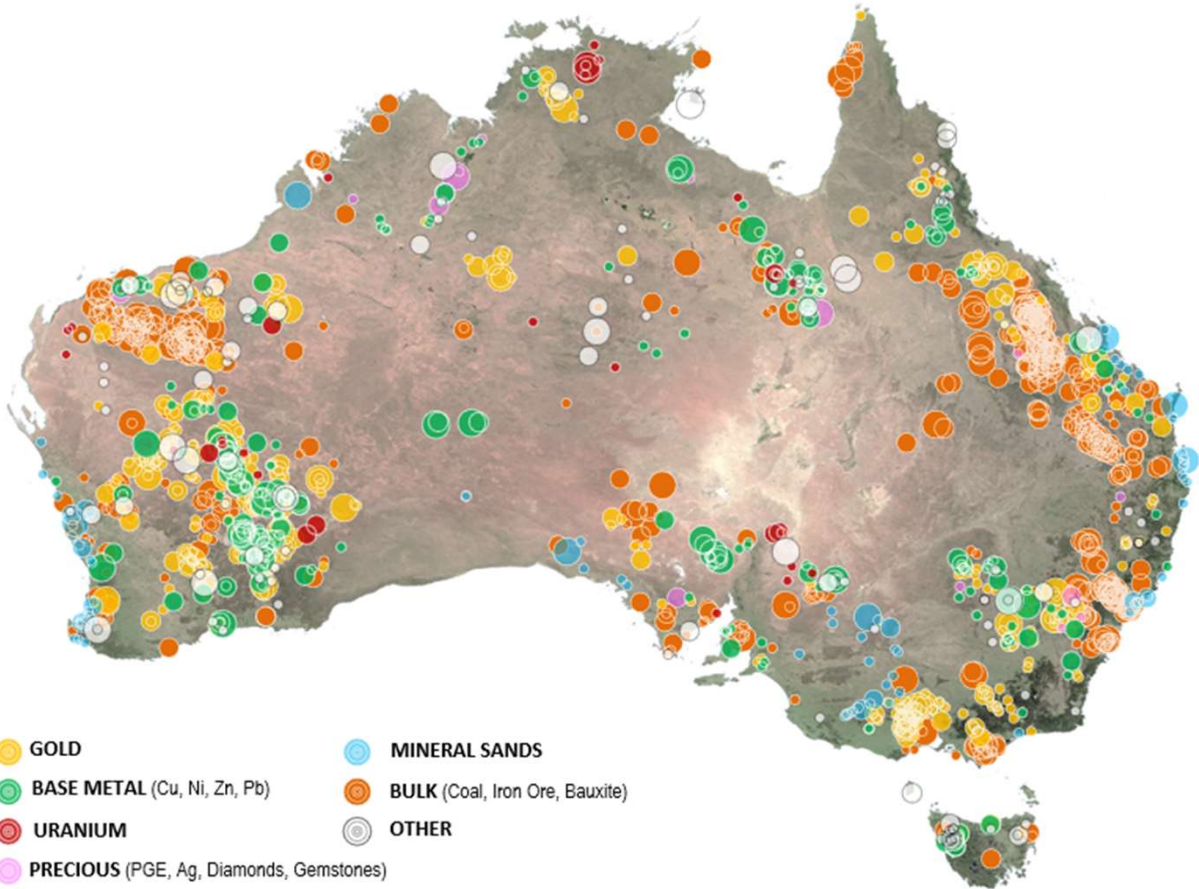 GOLD
BASE METAL (Cu, Ni, Zn, Pb)
URANIUM
PRECIOUS (PGE, Ag, Diamonds, Gemstones)
MINERAL SANDS
BULK (Coal, Iron Ore, Bauxite)
OTHER